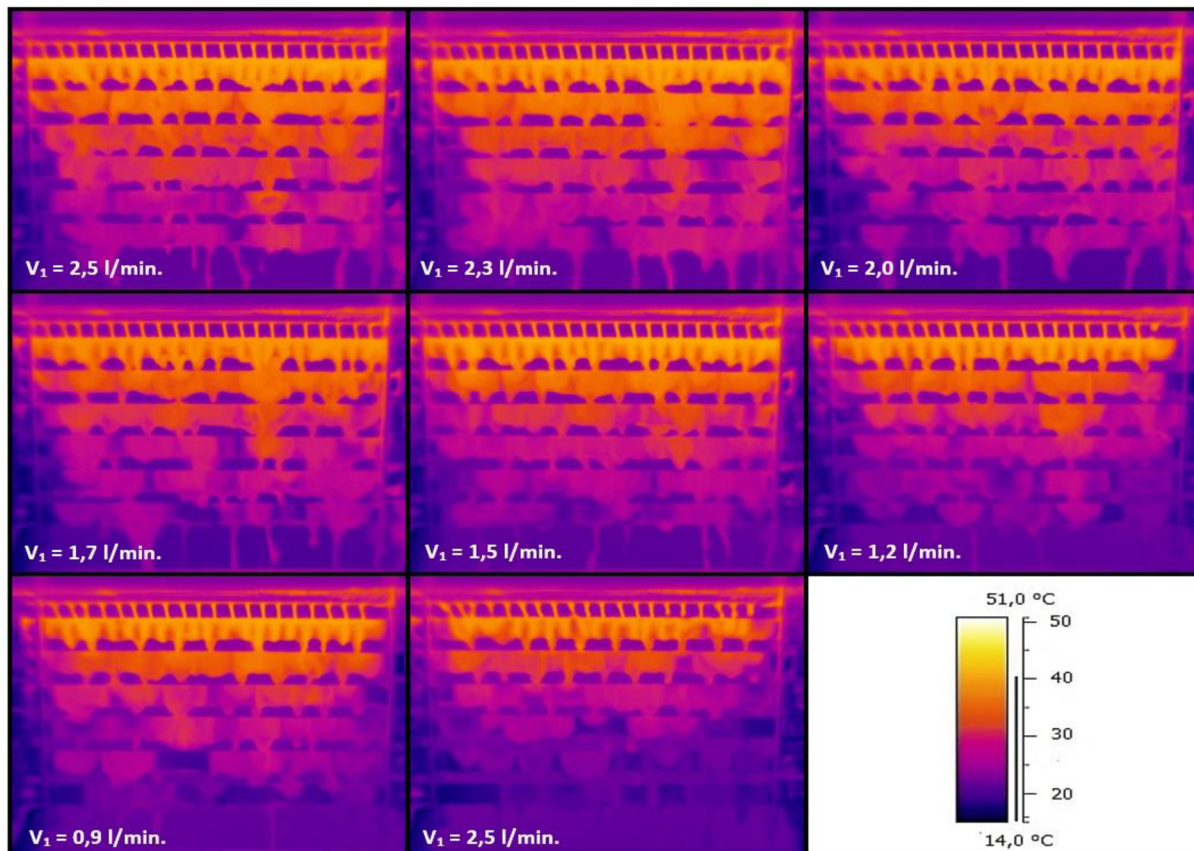 V₁ = 2,5 l/min.
V₁ = 2,3 l/min.
V₁ = 2,0 l/min.
V₁ = 1,7 l/min.
V₁ = 1,5 l/min.
V₁ = 1,2 l/min.
V₁ = 0,9 l/min.
V₁ = 2,5 l/min.
51,0 °C
50
40
30
20
14,0 °C